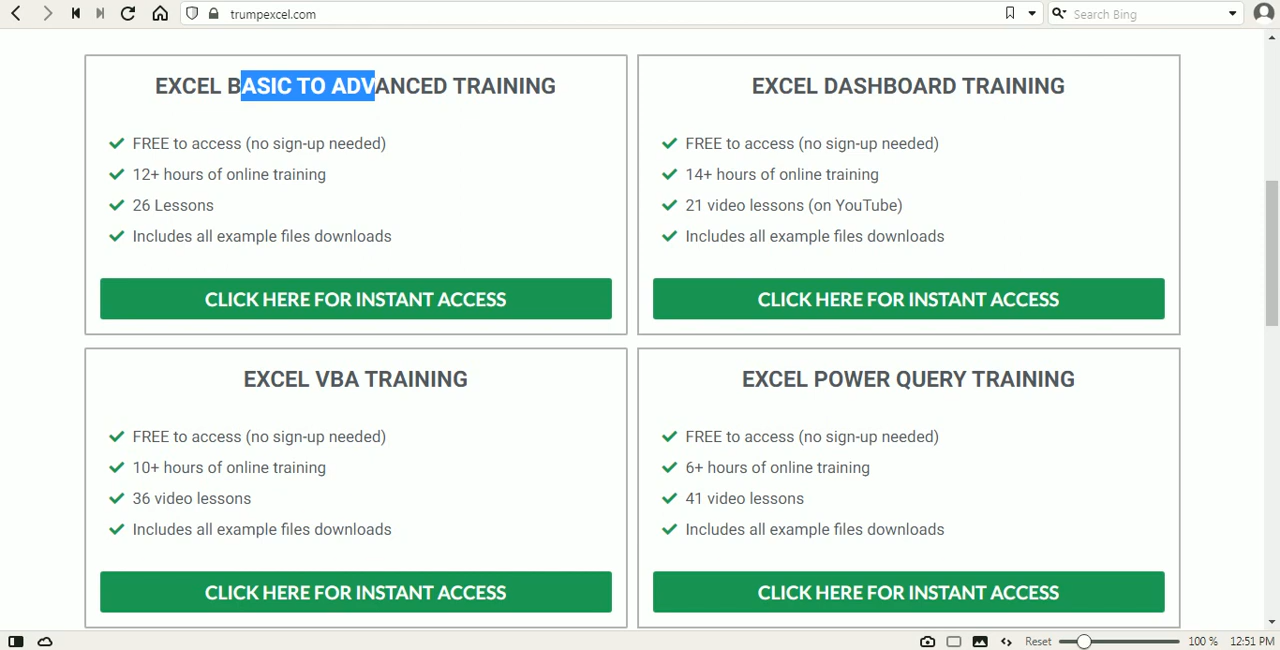 trumpexcel.com
Search Bing
EXCEL BASIC TO ADVANCED TRAINING
FREE to access (no sign-up needed)
12+ hours of online training
26 Lessons
Includes all example files downloads
CLICK HERE FOR INSTANT ACCESS
EXCEL DASHBOARD TRAINING
FREE to access (no sign-up needed)
14+ hours of online training
21 video lessons (on YouTube)
Includes all example files downloads
CLICK HERE FOR INSTANT ACCESS
EXCEL VBA TRAINING
FREE to access (no sign-up needed)
10+ hours of online training
36 video lessons
Includes all example files downloads
CLICK HERE FOR INSTANT ACCESS
EXCEL POWER QUERY TRAINING
FREE to access (no sign-up needed)
6+ hours of online training
41 video lessons
Includes all example files downloads
CLICK HERE FOR INSTANT ACCESS
Reset 100 % 12:51 PM